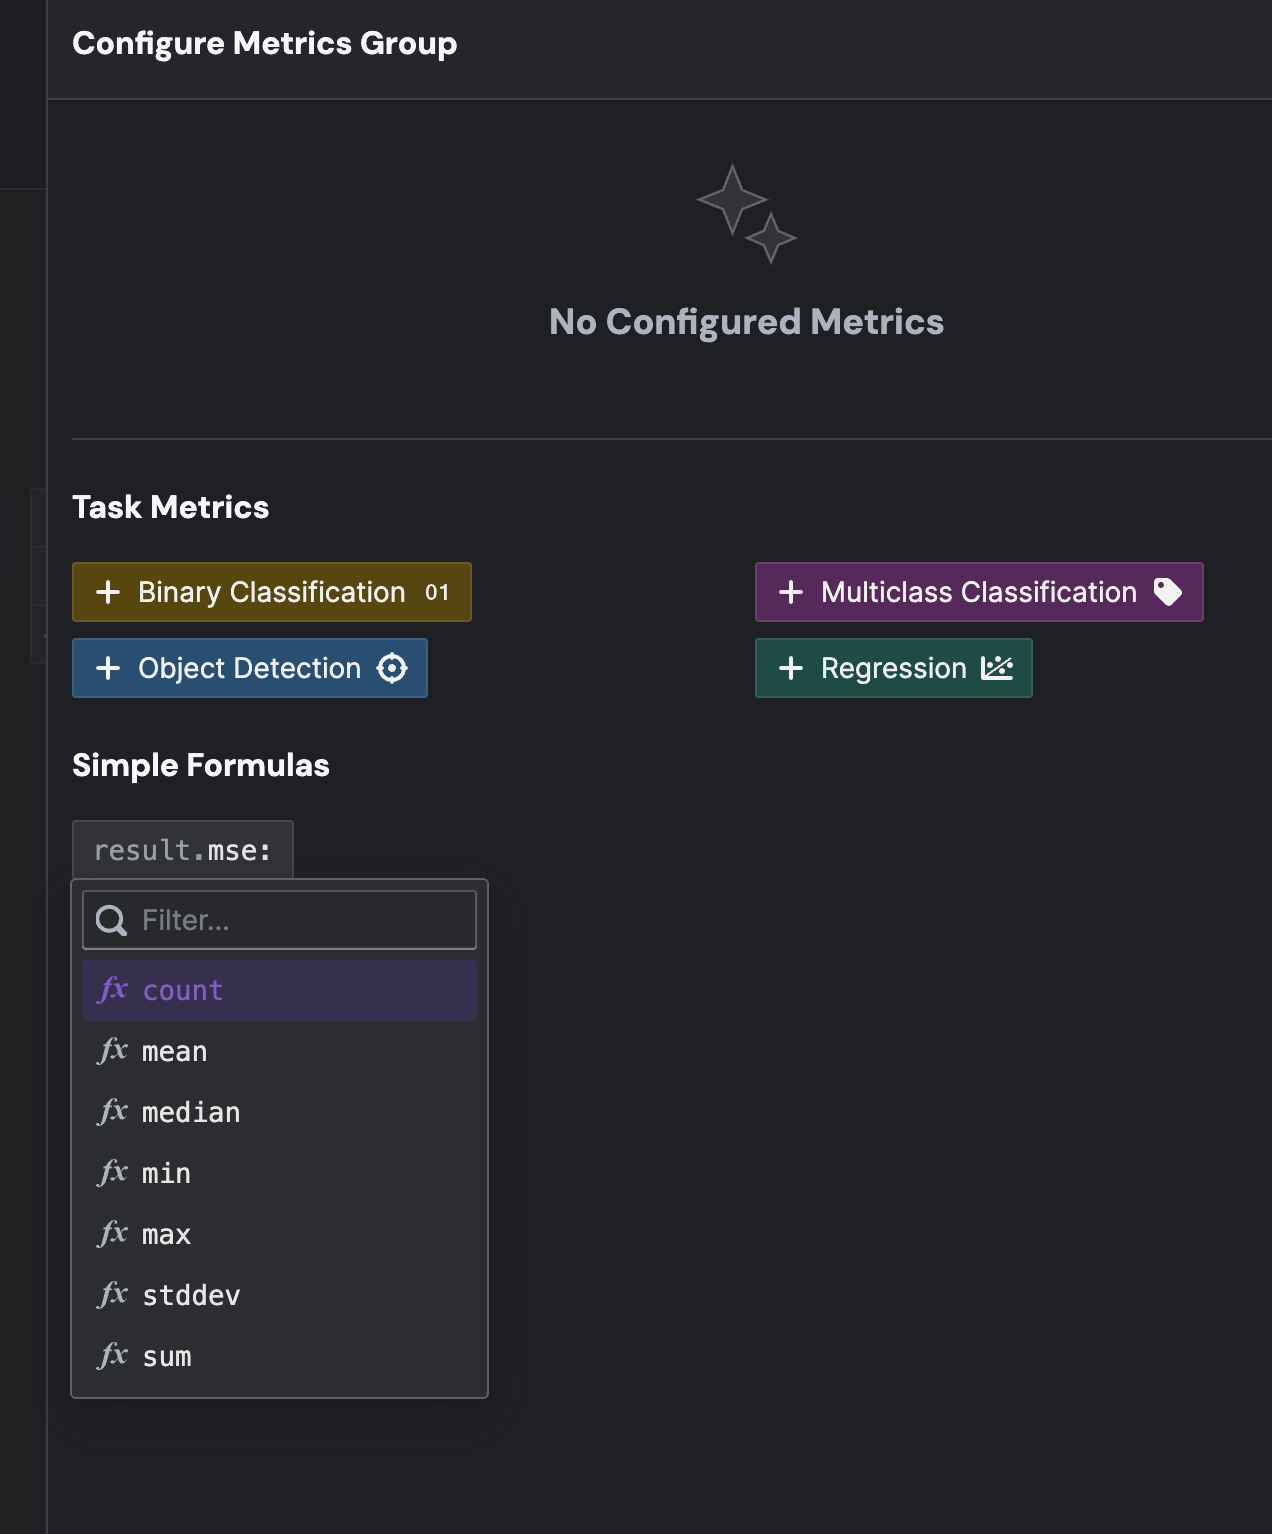 Configure Metrics Group
No Configured Metrics
Task Metrics
+ Binary Classification 01
+ Multiclass Classification
+ Object Detection
+ Regression
Simple Formulas
result.mse:
Filter...
fx count
fx mean
fx median
fx min
fx max
fx stddev
fx sum